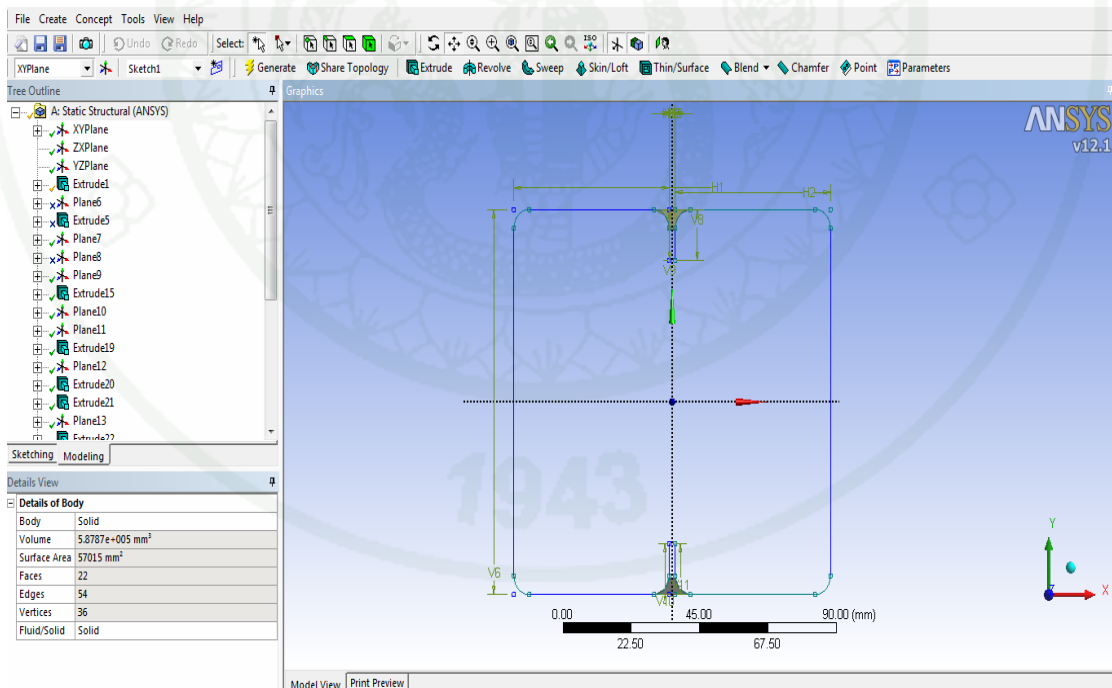 File Create Concept Tools View Help
Undo Redo Select: ISO
XYPlane Sketch1 Generate Share Topology Extrude Revolve Sweep Skin/Loft Thin/Surface Blend Chamfer Point Parameters
Tree Outline
Graphics
A: Static Structural (ANSYS)
XYPlane
ZXPlane
YZPlane
Extrude1
Plane6
Extrude5
Plane7
Plane8
Plane9
Extrude15
Plane10
Plane11
Extrude19
Plane12
Extrude20
Extrude21
Plane13
Extrude22
Sketching Modeling
Details View
Details of Body
Body Solid
Volume 5.8787e+005 mm³
Surface Area 57015 mm²
Faces 22
Edges 54
Vertices 36
Fluid/Solid Solid
ANSYS
v12.1
H1
H2
V8
V6
1943
Y
X
0.00 45.00 90.00 (mm)
22.50 67.50
Model View Print Preview